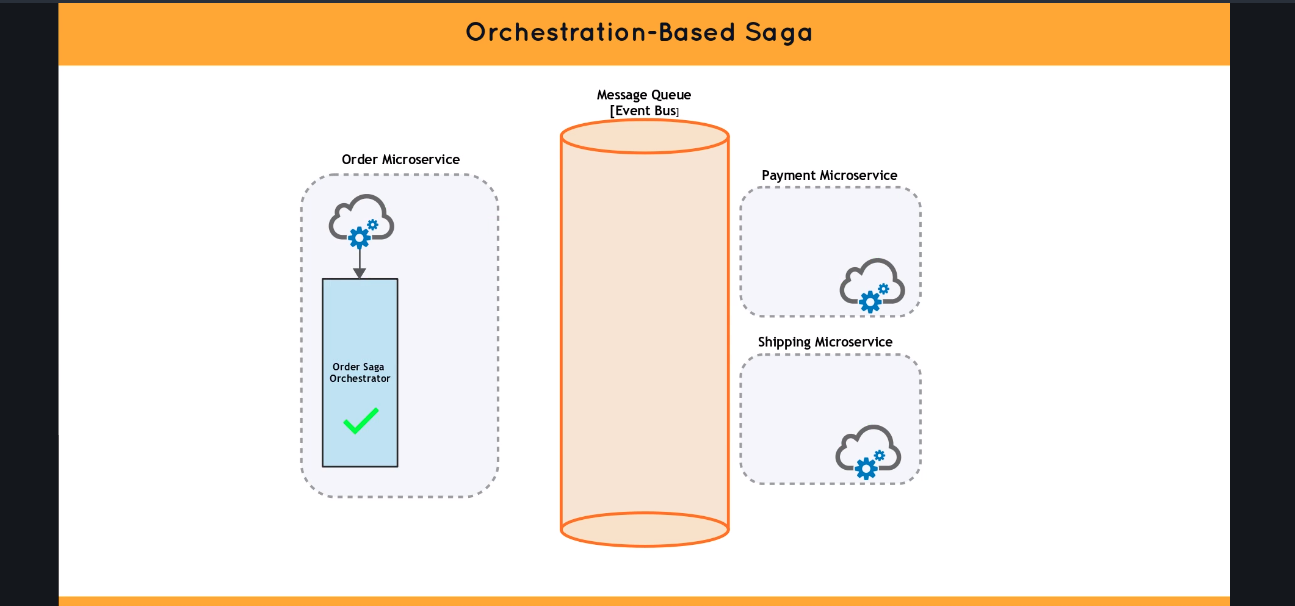 Orchestration-Based Saga
Message Queue
[Event Bus]
Order Microservice
Payment Microservice
Order Saga
Orchestrator
Shipping Microservice